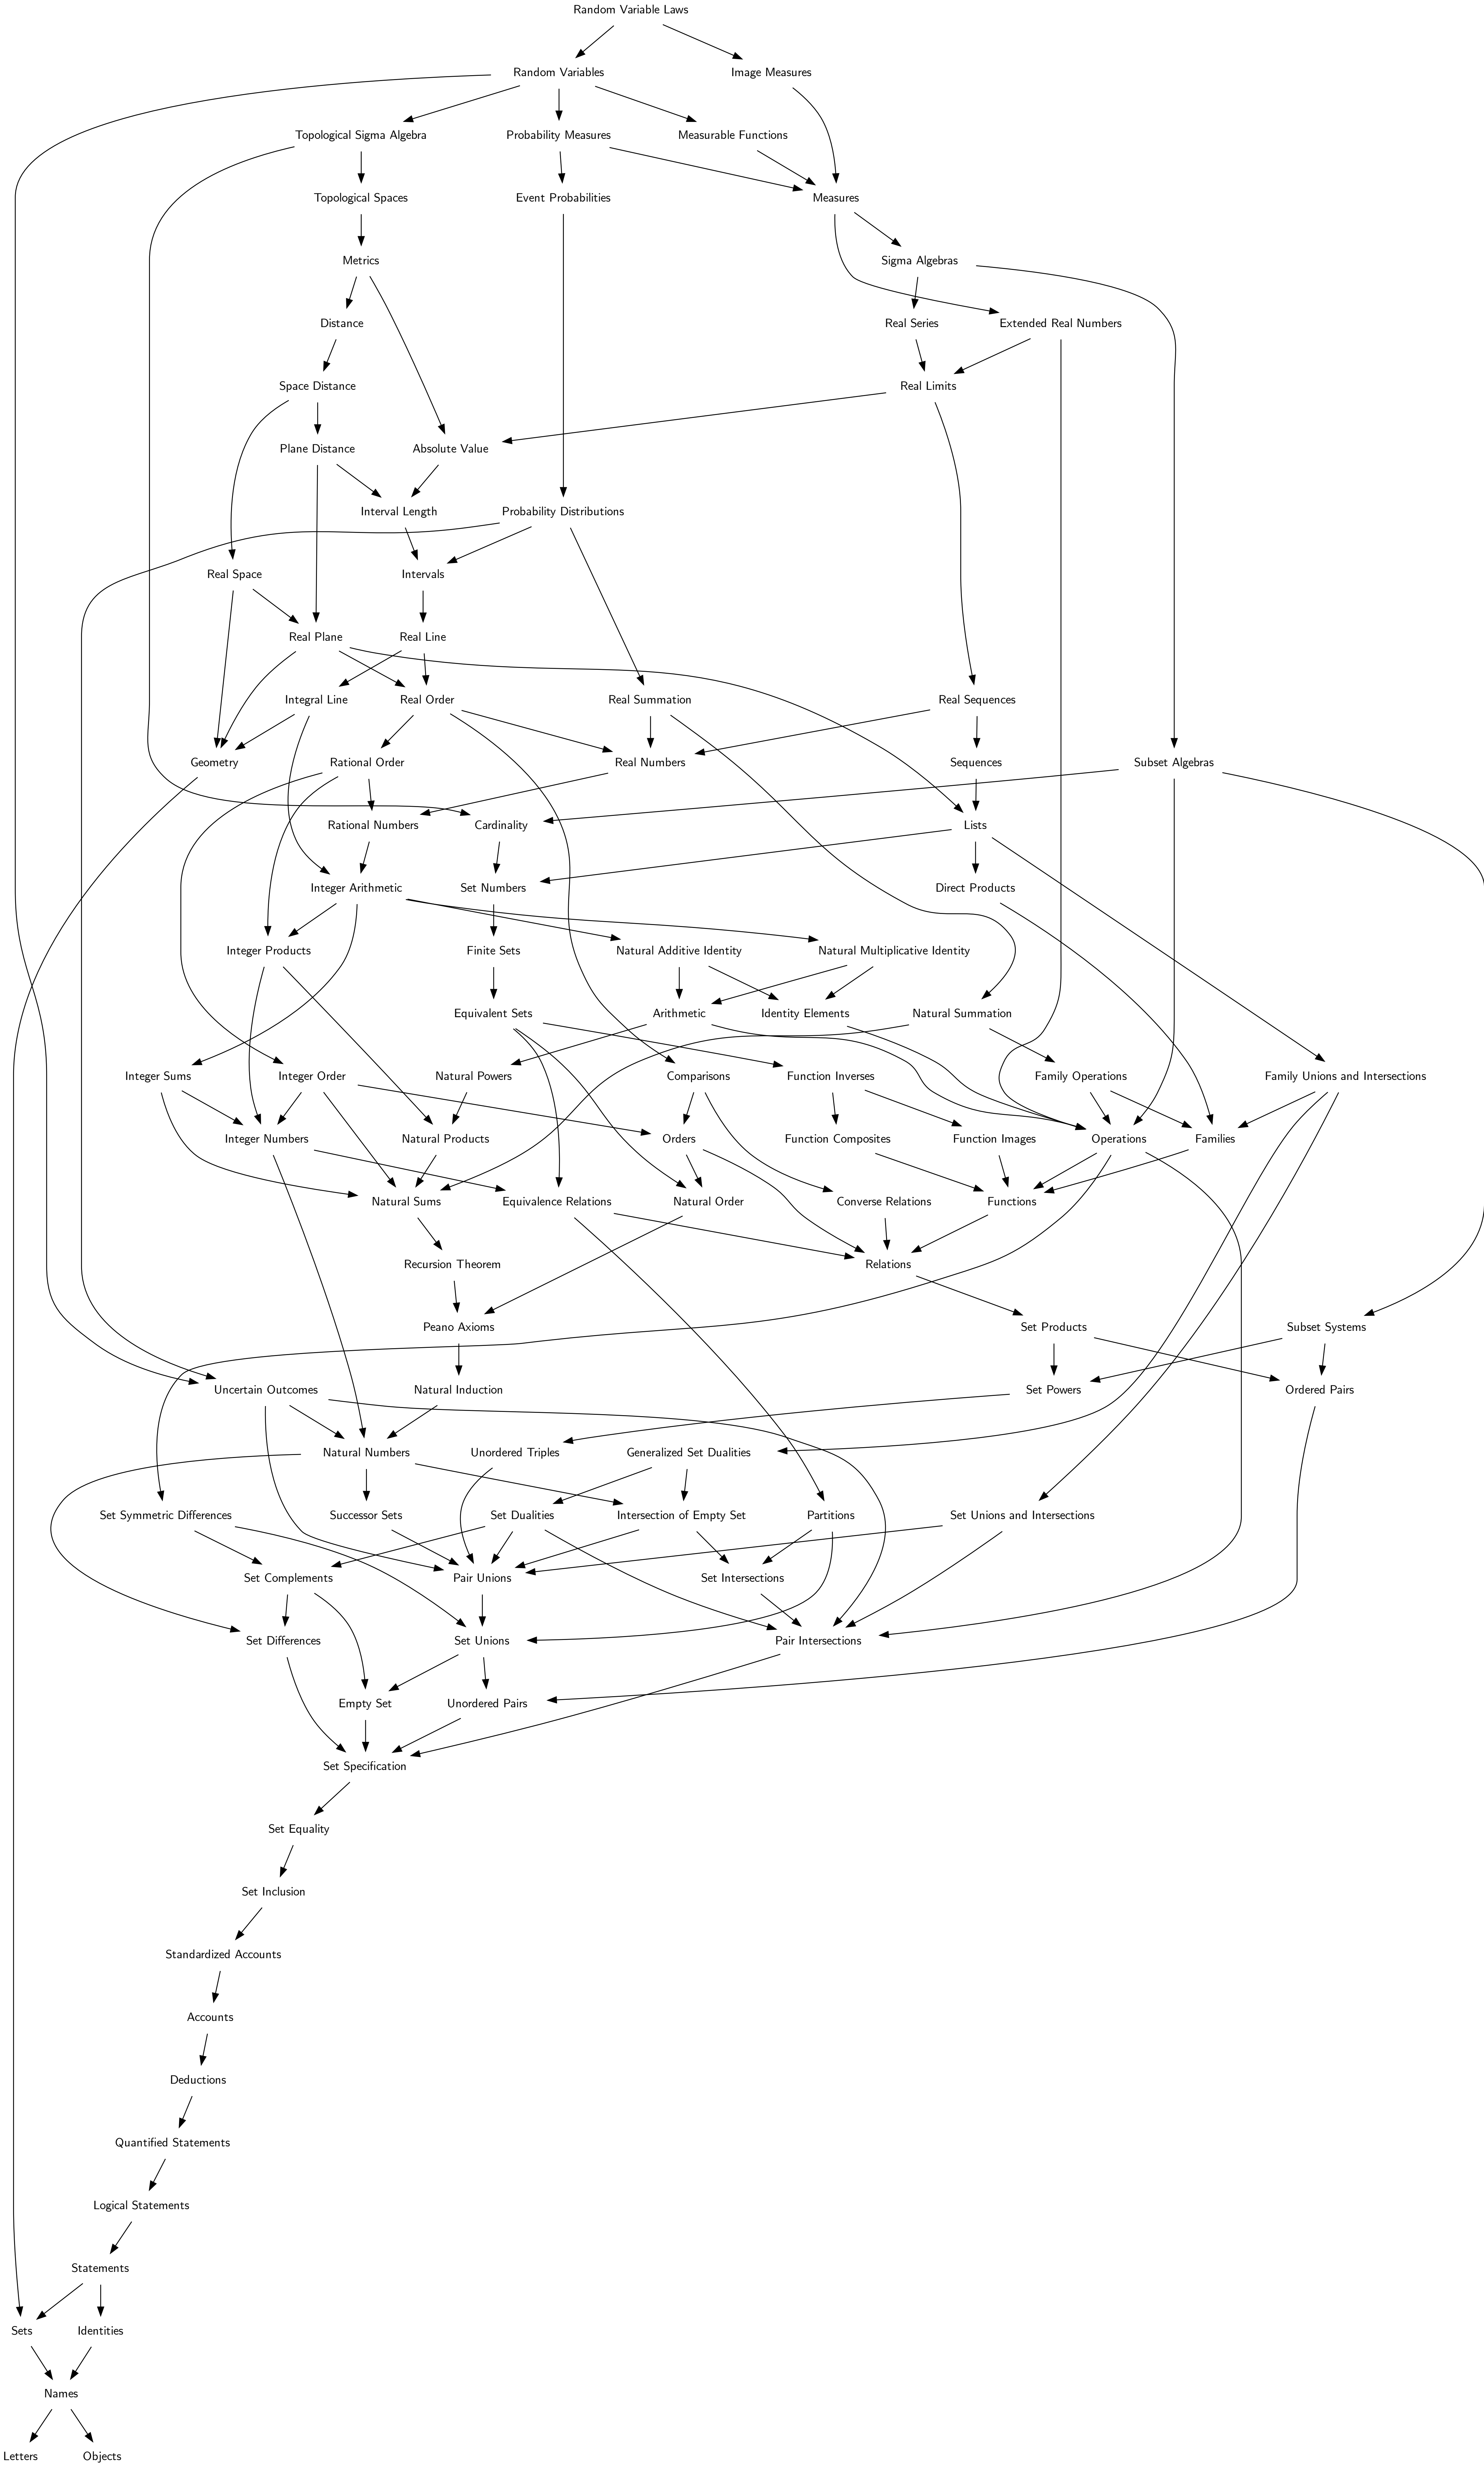 Random Variable Laws
Random Variables
Image Measures
Topological Sigma Algebra
Probability Measures
Measurable Functions
Topological Spaces
Event Probabilities
Measures
Metrics
Sigma Algebras
Distance
Real Series
Extended Real Numbers
Space Distance
Real Limits
Plane Distance
Absolute Value
Interval Length
Probability Distributions
Real Space
Intervals
Real Plane
Real Line
Integral Line
Real Order
Real Summation
Real Sequences
Geometry
Rational Order
Real Numbers
Sequences
Subset Algebras
Rational Numbers
Cardinality
Lists
Integer Arithmetic
Set Numbers
Direct Products
Integer Products
Finite Sets
Natural Additive Identity
Natural Multiplicative Identity
Equivalent Sets
Arithmetic
Identity Elements
Natural Summation
Integer Sums
Integer Order
Natural Powers
Comparisons
Function Inverses
Family Operations
Family Unions and Intersections
Integer Numbers
Natural Products
Orders
Function Composites
Function Images
Operations
Families
Natural Sums
Equivalence Relations
Natural Order
Converse Relations
Functions
Recursion Theorem
Relations
Peano Axioms
Set Products
Subset Systems
Uncertain Outcomes
Natural Induction
Set Powers
Ordered Pairs
Natural Numbers
Unordered Triples
Generalized Set Dualities
Set Symmetric Differences
Successor Sets
Set Dualities
Intersection of Empty Set
Partitions
Set Unions and Intersections
Set Complements
Pair Unions
Set Intersections
Set Differences
Set Unions
Pair Intersections
Empty Set
Unordered Pairs
Set Specification
Set Equality
Set Inclusion
Standardized Accounts
Accounts
Deductions
Quantified Statements
Logical Statements
Statements
Sets
Identities
Names
Letters
Objects